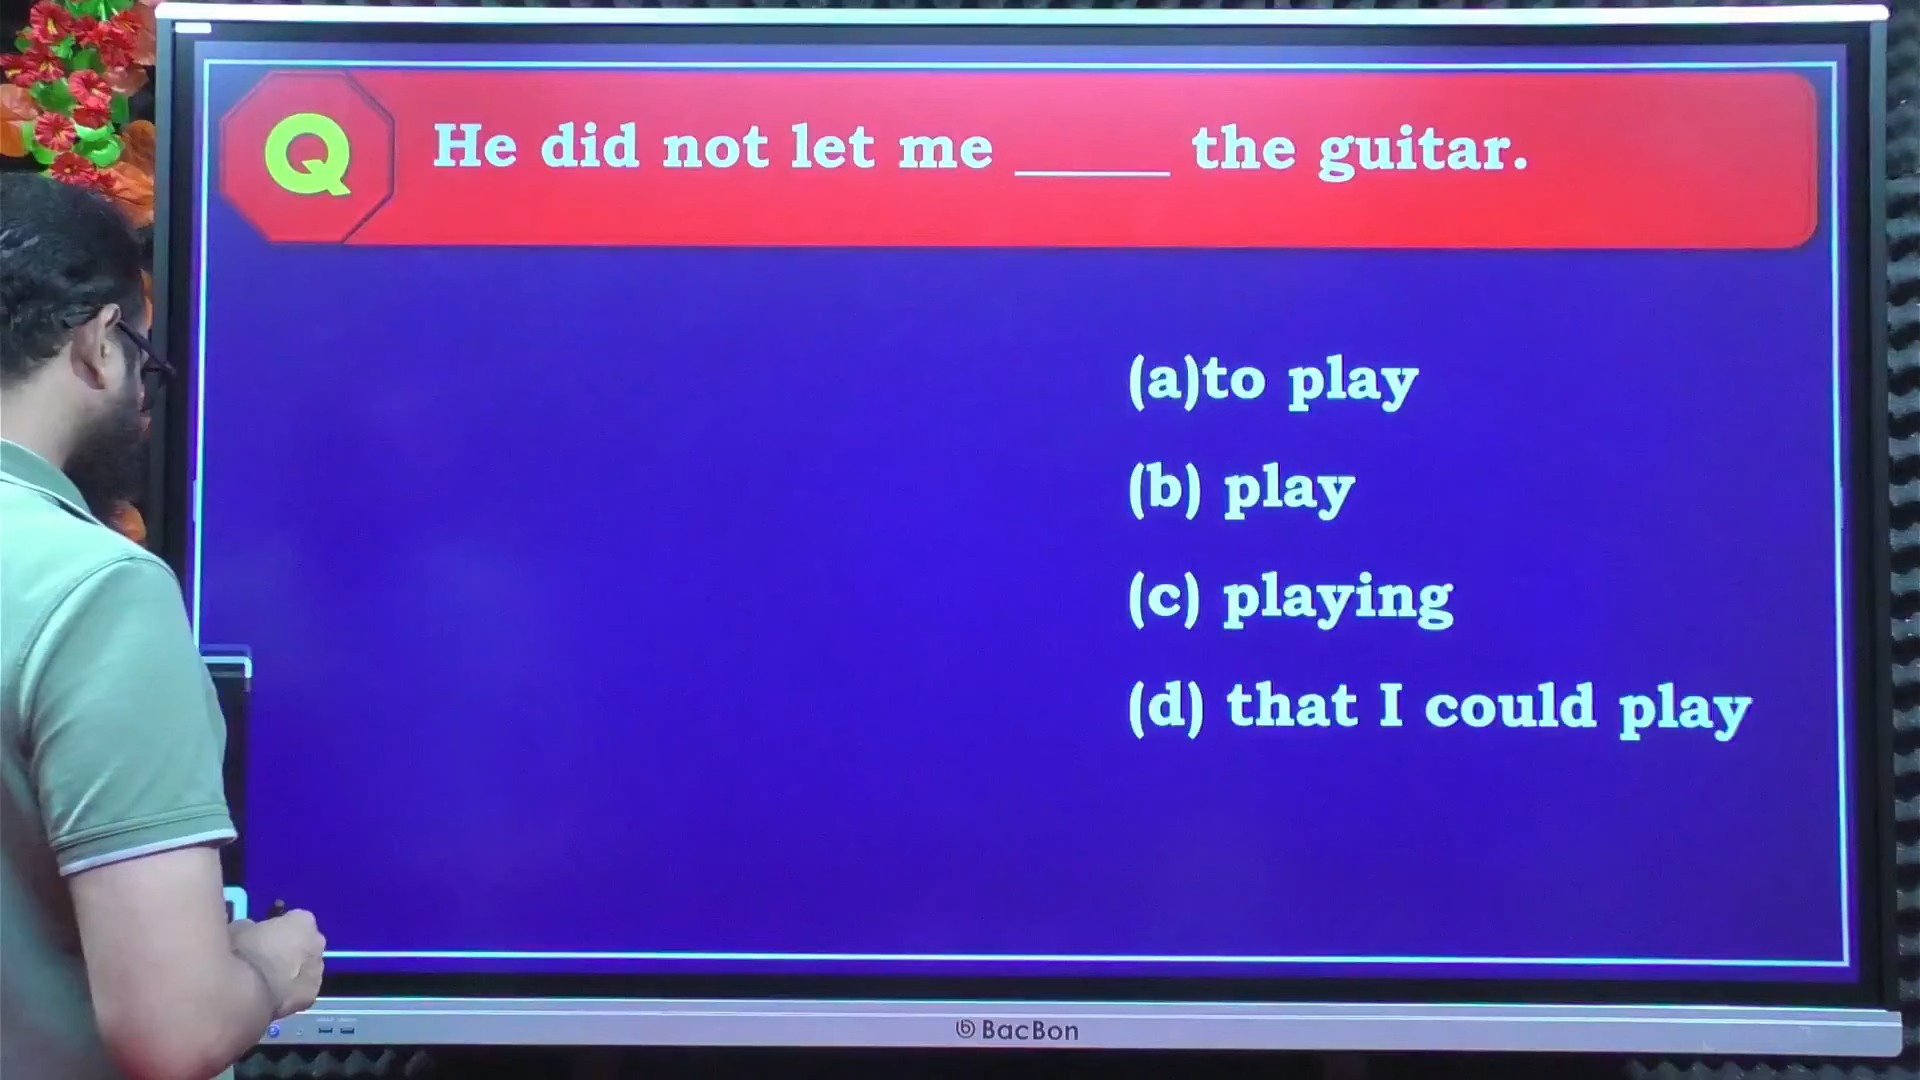 Q
He did not let me _____ the guitar.
(a)to play
(b) play
(c) playing
(d) that I could play
BacBon